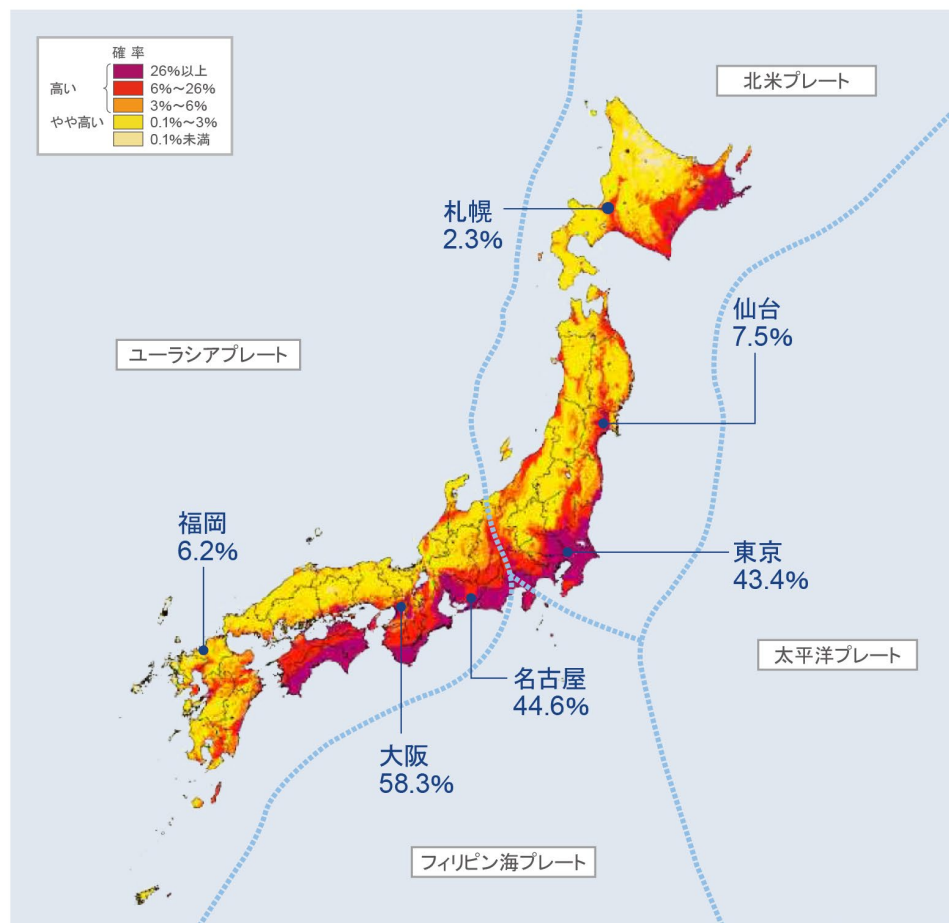 確 率
高い
26%以上
6%～26%
3%～6%
やや高い
0.1%～3%
0.1%未満
北米プレート
札幌
2.3%
仙台
7.5%
ユーラシアプレート
福岡
6.2%
東京
43.4%
太平洋プレート
名古屋
44.6%
大阪
58.3%
フィリピン海プレート